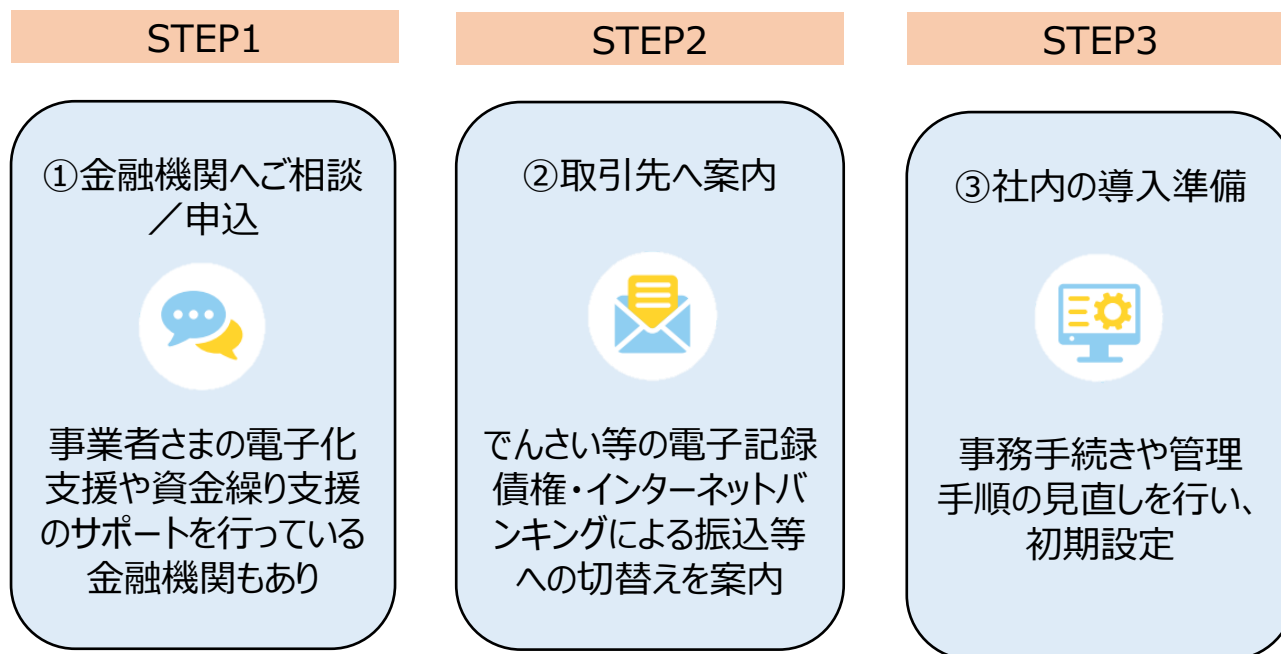 STEP1
①金融機関へご相談
／申込
事業者さまの電子化
支援や資金繰り支援
のサポートを行っている
金融機関もあり
STEP2
②取引先へ案内
でんさい等の電子記録
債権・インターネットバ
ンキングによる振込等
への切替えを案内
STEP3
③社内の導入準備
事務手続きや管理
手順の見直しを行い、
初期設定